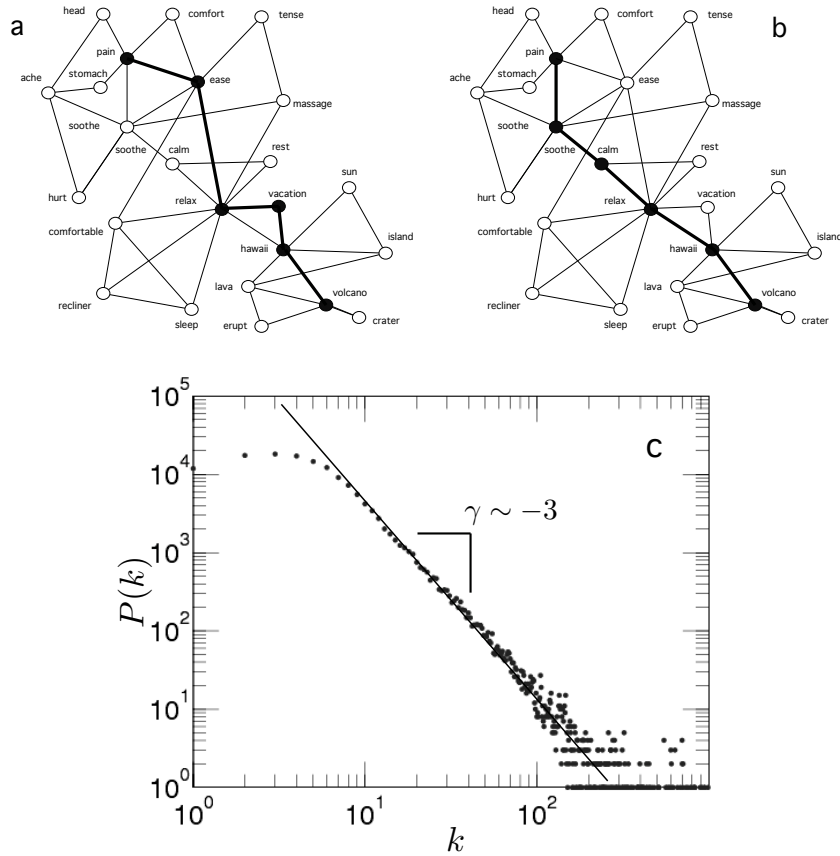 a
head
comfort
tense
pain
stomach
ease
ache
massage
soothe
soothe
calm
rest
hurt
relax
vacation
sun
comfortable
hawaii
island
lava
volcano
recliner
sleep
erupt
crater
b
head
comfort
tense
pain
stomach
ease
ache
massage
soothe
soothe
calm
rest
hurt
relax
vacation
sun
comfortable
hawaii
island
lava
volcano
recliner
sleep
erupt
crater
c
10^5
10^4
10^3
10^2
10^1
10^0
P(k)
γ ∼ −3
10^0
10^1
10^2
k